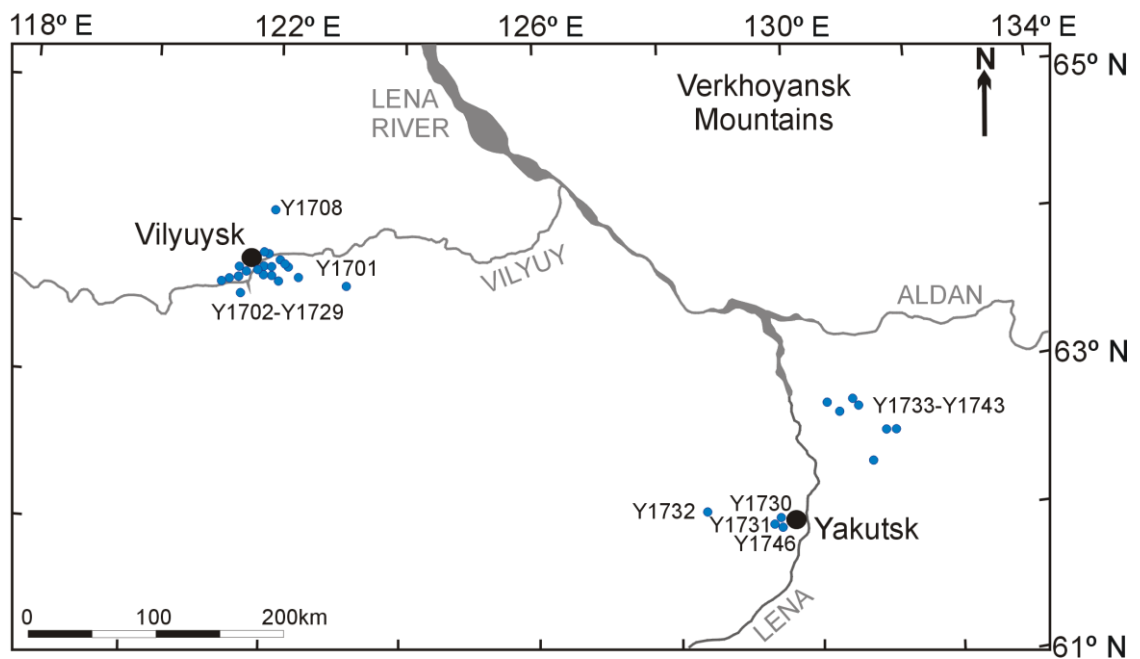 118º E
122º E
126º E
130º E
134º E
65º N
N
Verkhoyansk
Mountains
LENA
RIVER
Y1708
Vilyuysk
Y1701
VILYUY
Y1702-Y1729
ALDAN
63º N
Y1733-Y1743
Y1732
Y1730
Y1731
Yakutsk
Y1746
LENA
0
100
200km
61º N